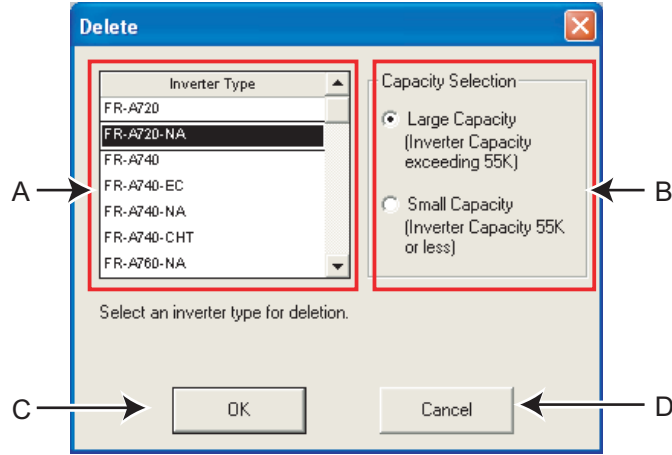 Delete
Inverter Type
FR-A720
FR-A720-NA
FR-A740
FR-A740-EC
FR-A740-NA
FR-A740-CHT
FR-A760-NA
Capacity Selection
Large Capacity
(Inverter Capacity
exceeding 55K)
Small Capacity
(Inverter Capacity 55K
or less)
A
B
Select an inverter type for deletion.
C
OK
Cancel
D